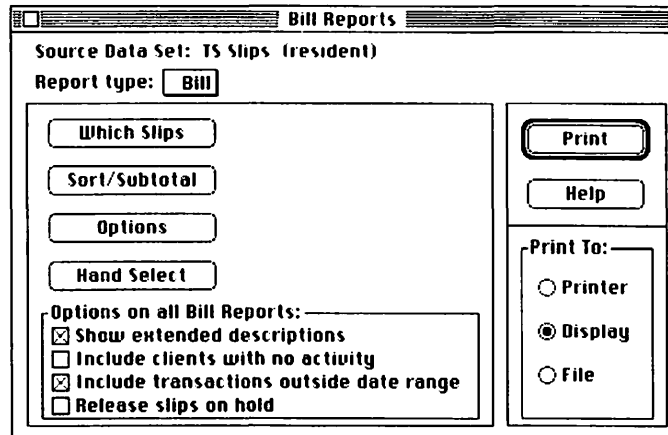 Bill Reports
Source Data Set: TS Slips (resident)
Report type: Bill
Which Slips
Sort/Subtotal
Options
Hand Select
Options on all Bill Reports:
Show extended descriptions
Include clients with no activity
Include transactions outside date range
Release slips on hold
Print
Help
Print To:
Printer
Display
File